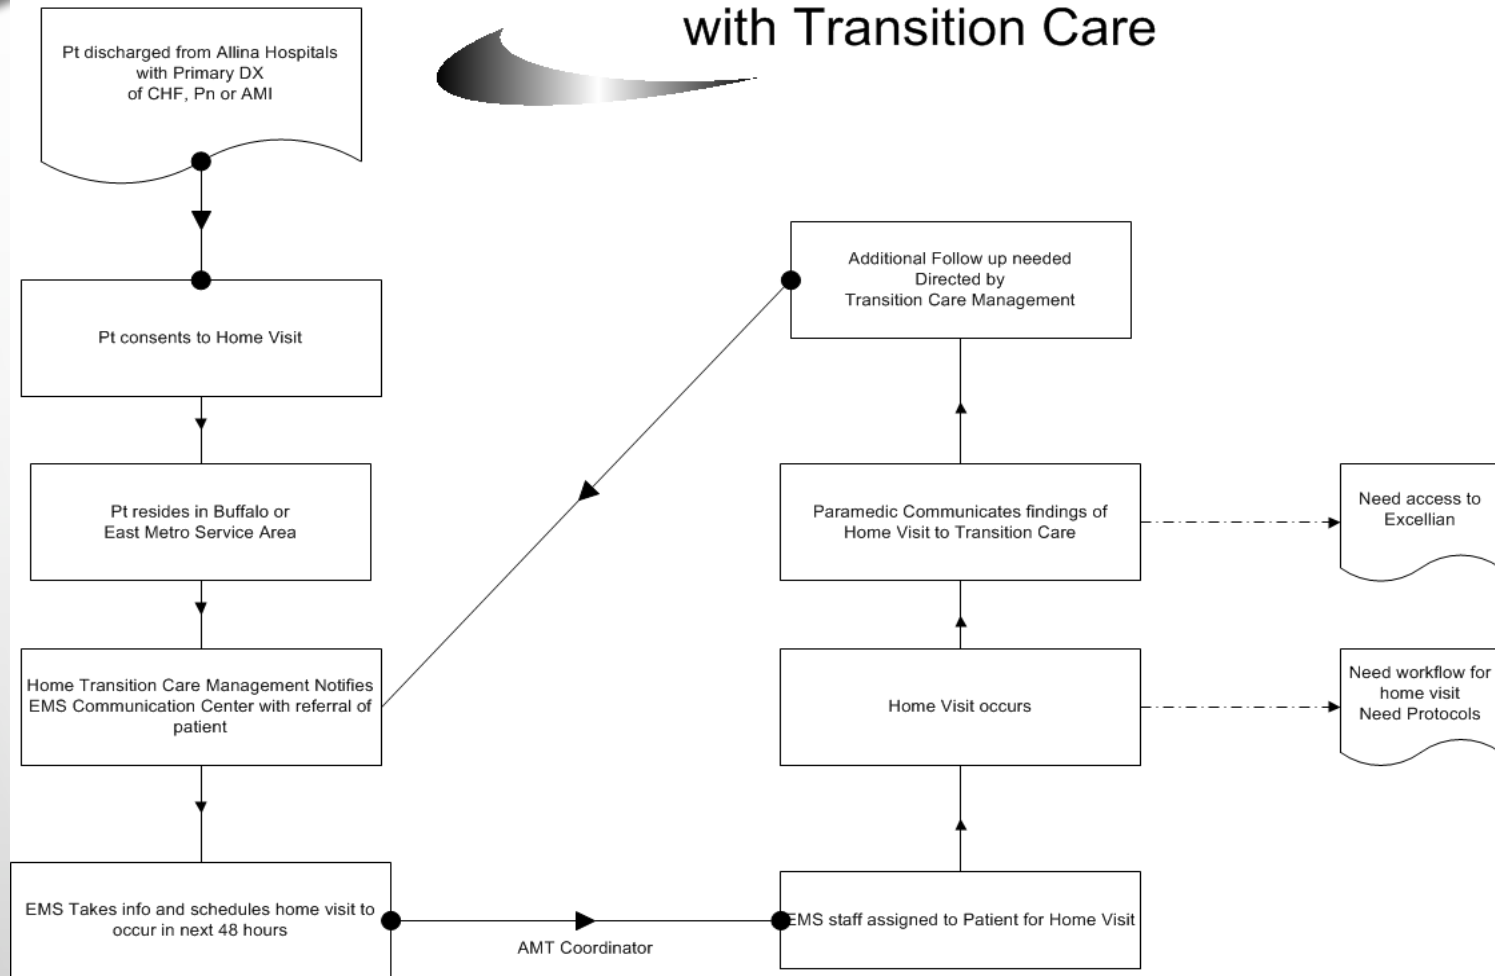 with Transition Care
Pt discharged from Allina Hospitals
with Primary DX
of CHF, Pn or AMI
Pt consents to Home Visit
Pt resides in Buffalo or
East Metro Service Area
Home Transition Care Management Notifies
EMS Communication Center with referral of
patient
EMS Takes info and schedules home visit to
occur in next 48 hours
AMT Coordinator
EMS staff assigned to Patient for Home Visit
Home Visit occurs
Need workflow for
home visit
Need Protocols
Paramedic Communicates findings of
Home Visit to Transition Care
Need access to
Excellian
Additional Follow up needed
Directed by
Transition Care Management